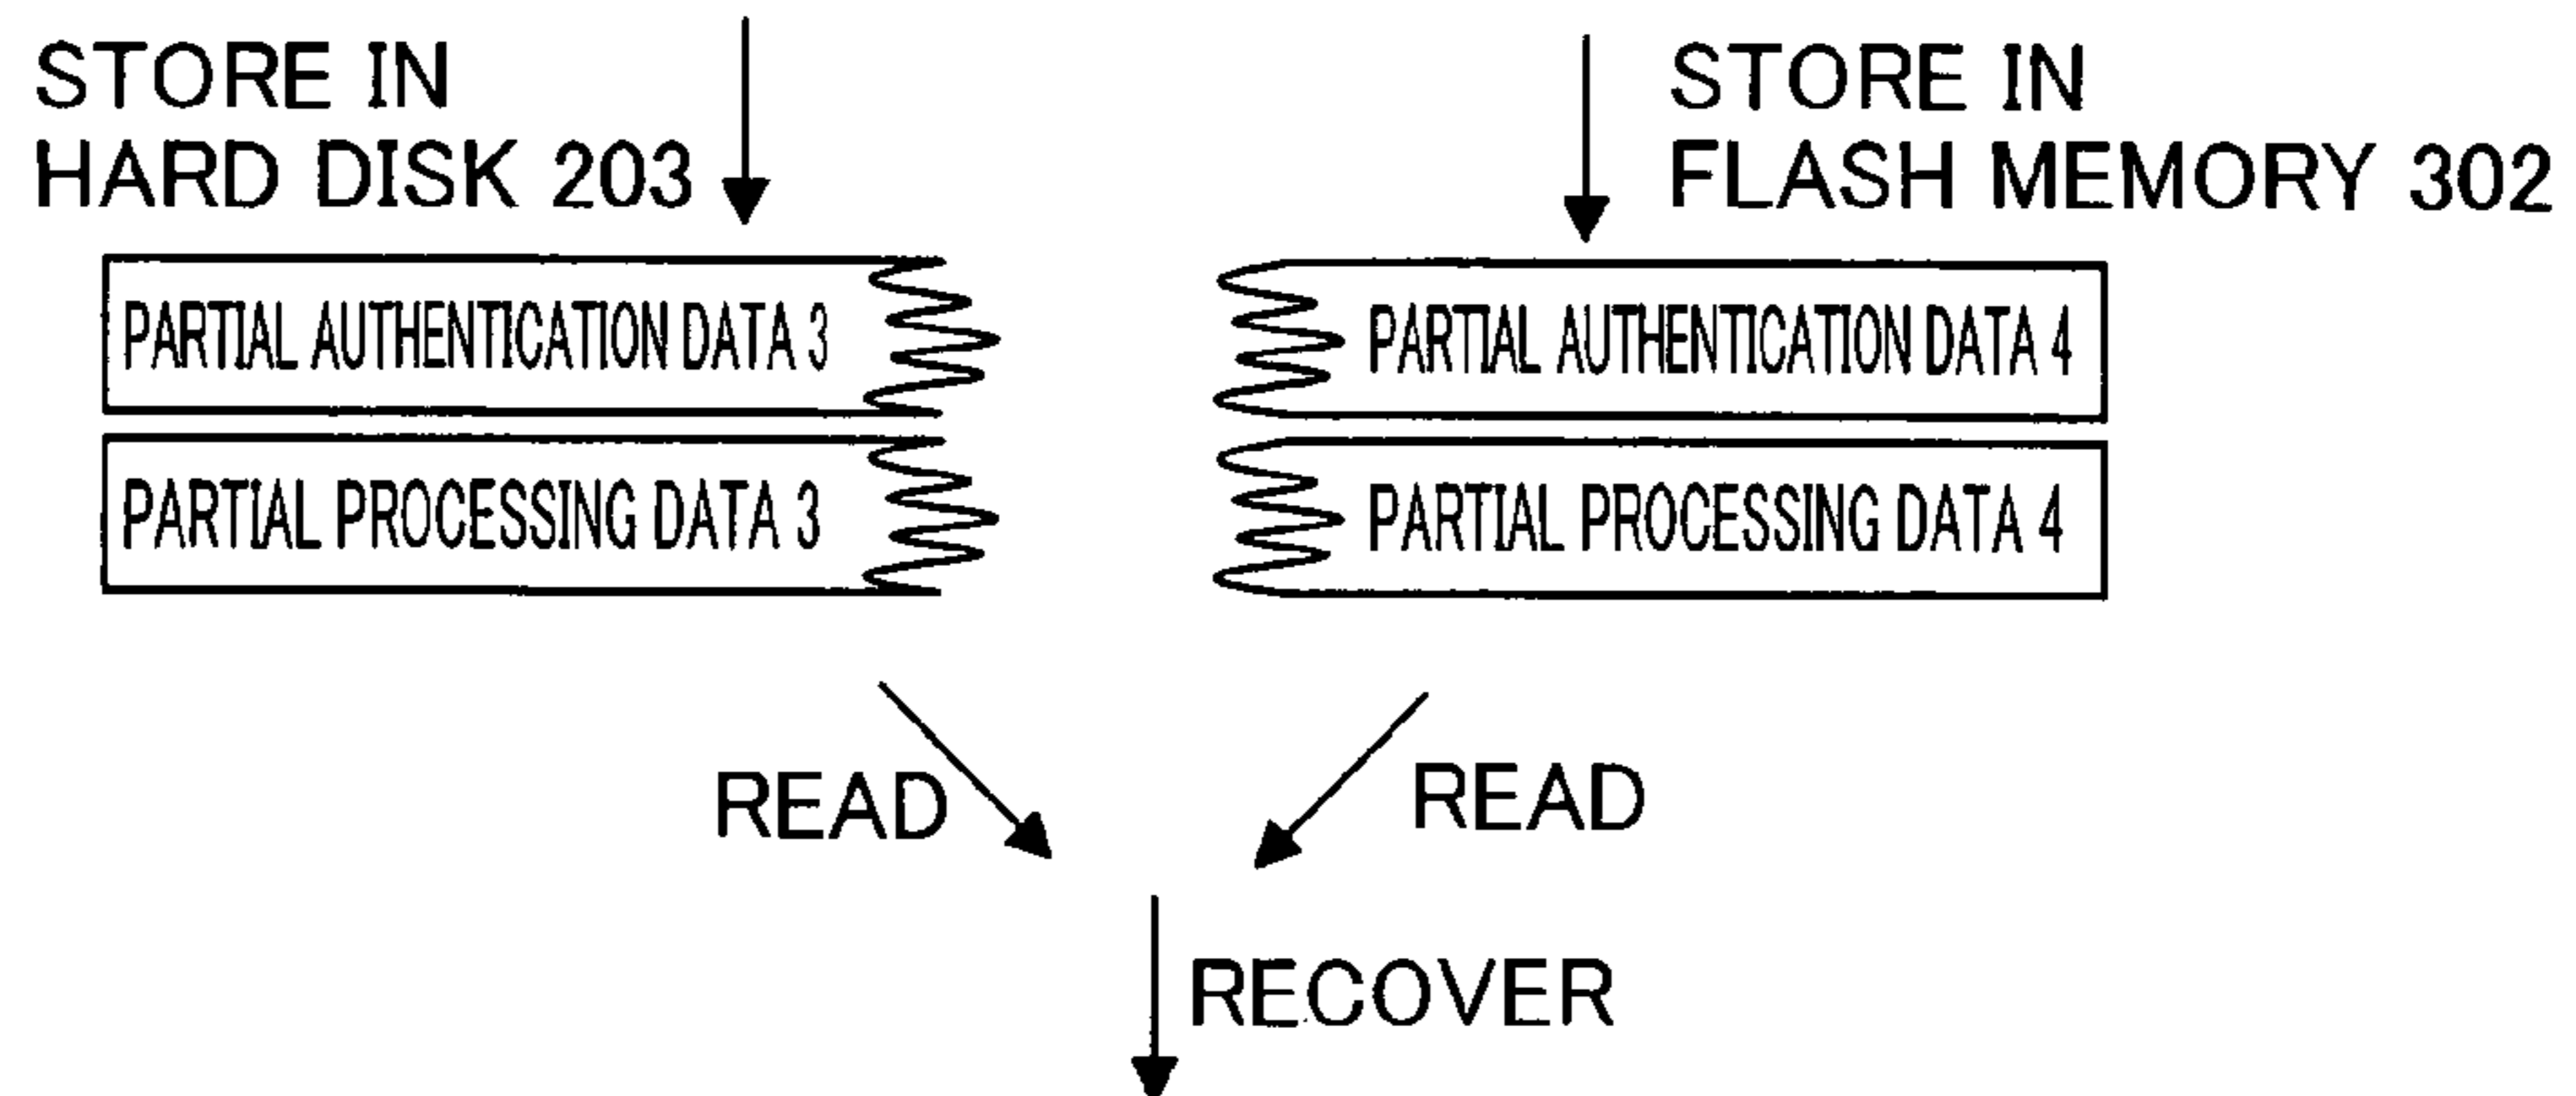 STORE IN
HARD DISK 203
STORE IN
FLASH MEMORY 302
PARTIAL AUTHENTICATION DATA 3
PARTIAL AUTHENTICATION DATA 4
PARTIAL PROCESSING DATA 3
PARTIAL PROCESSING DATA 4
READ
READ
RECOVER